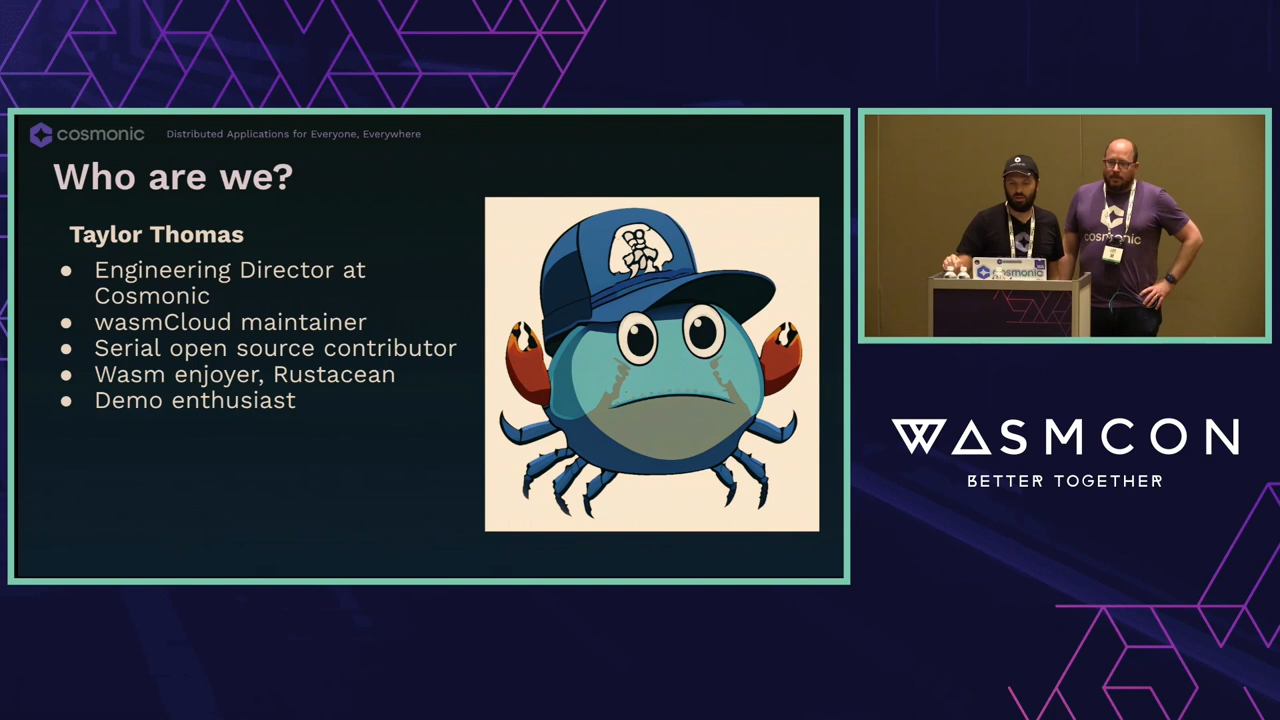 cosmonic Distributed Applications for Everyone, Everywhere
Who are we?
Taylor Thomas
● Engineering Director at
Cosmonic
● wasmCloud maintainer
● Serial open source contributor
● Wasm enjoyer, Rustacean
● Demo enthusiast
cosmonic
cosmonic
WASMCON
BETTER TOGETHER